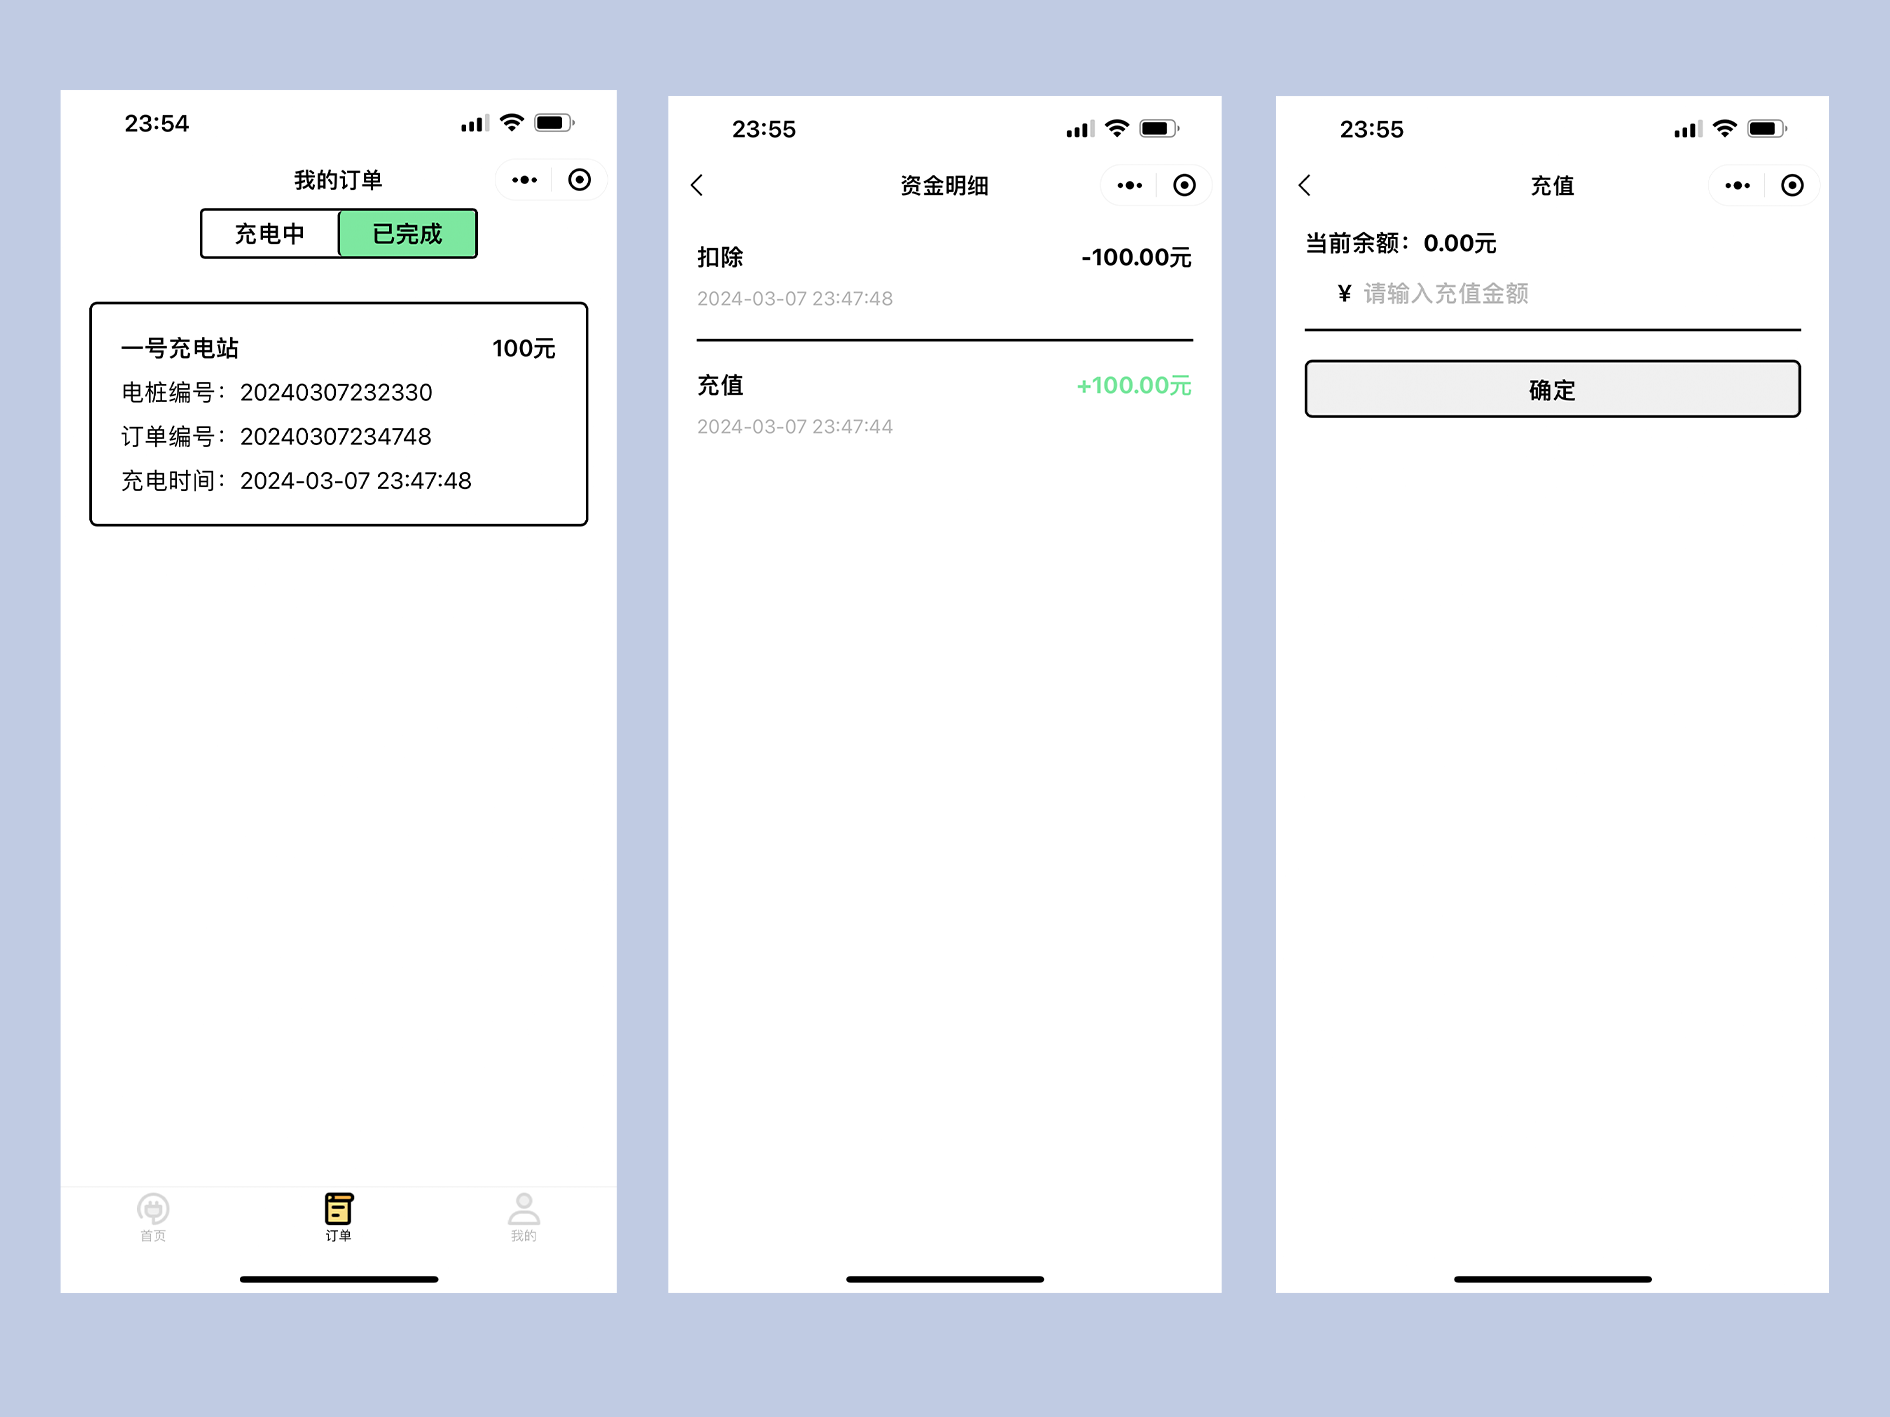 23:54
我的订单
充电中 已完成
一号充电站 100元
电桩编号：20240307232330
订单编号：20240307234748
充电时间：2024-03-07 23:47:48
首页 订单 我的
23:55
资金明细
扣除 -100.00元
2024-03-07 23:47:48
充值 +100.00元
2024-03-07 23:47:44
23:55
充值
当前余额：0.00元
¥ 请输入充值金额
确定